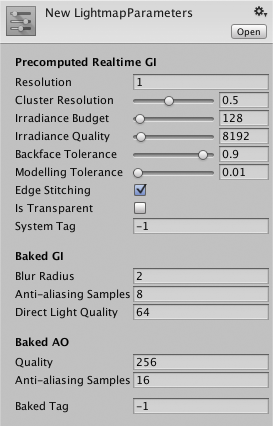 New LightmapParameters
Open
Precomputed Realtime GI
Resolution 1
Cluster Resolution 0.5
Irradiance Budget 128
Irradiance Quality 8192
Backface Tolerance 0.9
Modelling Tolerance 0.01
Edge Stitching
Is Transparent
System Tag -1
Baked GI
Blur Radius 2
Anti-aliasing Samples 8
Direct Light Quality 64
Baked AO
Quality 256
Anti-aliasing Samples 16
Baked Tag -1